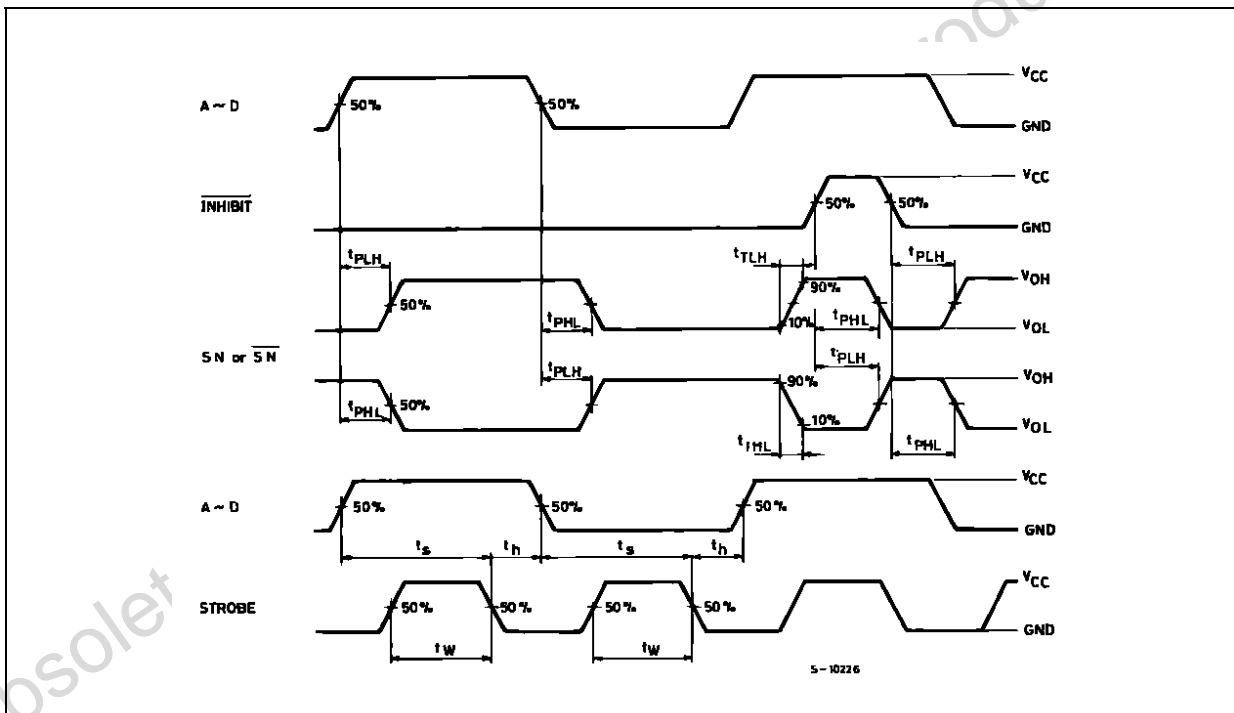 A ~ D
50%
50%
VCC
GND
INHIBIT
50%
50%
VCC
GND
tPLH
tTLH
tPLH
50%
tPHL
90%
10%
tPHL
VOH
VOL
SN or SN
tPHL
50%
tPLH
90%
10%
tTHL
tPLH
tPHL
VOH
VOL
A ~ D
50%
50%
50%
VCC
GND
ts
th
ts
th
STROBE
50%
50%
50%
50%
VCC
GND
tW
tW
S-10226